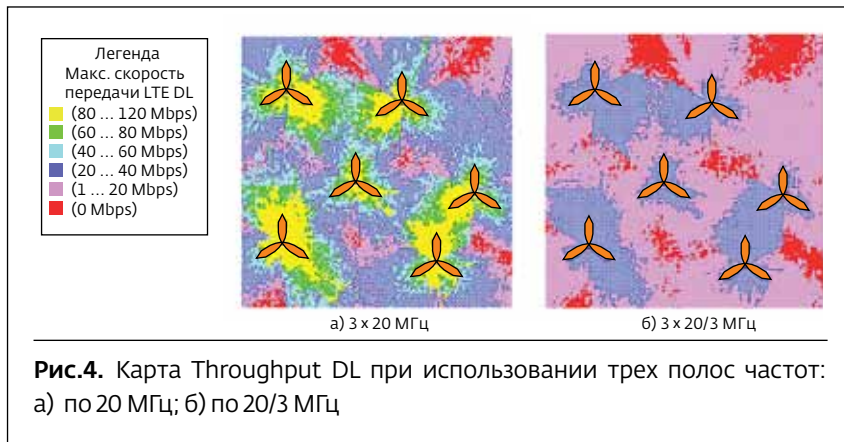 Легенда
Макс. скорость
передачи LTE DL
(80 ... 120 Mbps)
(60 ... 80 Mbps)
(40 ... 60 Mbps)
(20 ... 40 Mbps)
(1 ... 20 Mbps)
(0 Mbps)
а) 3 x 20 МГц
б) 3 x 20/3 МГц
Рис.4. Карта Throughput DL при использовании трех полос частот:
а) по 20 МГц; б) по 20/3 МГц